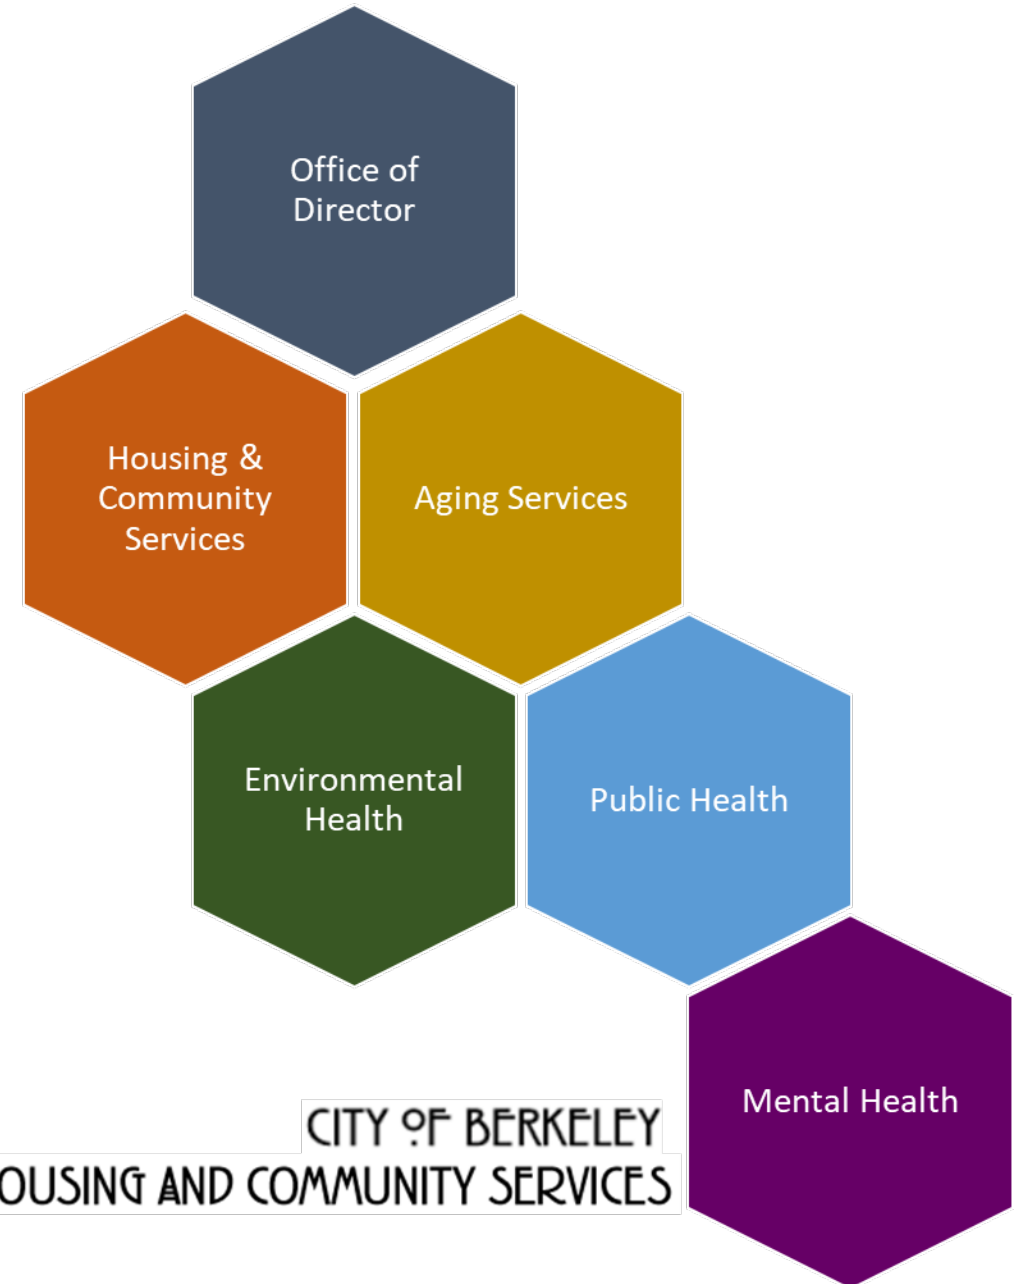 Office of
Director
Housing &
Community
Services
Aging Services
Environmental
Health
Public Health
Mental Health
CITY OF BERKELEY
OUSING AND COMMUNITY SERVICES